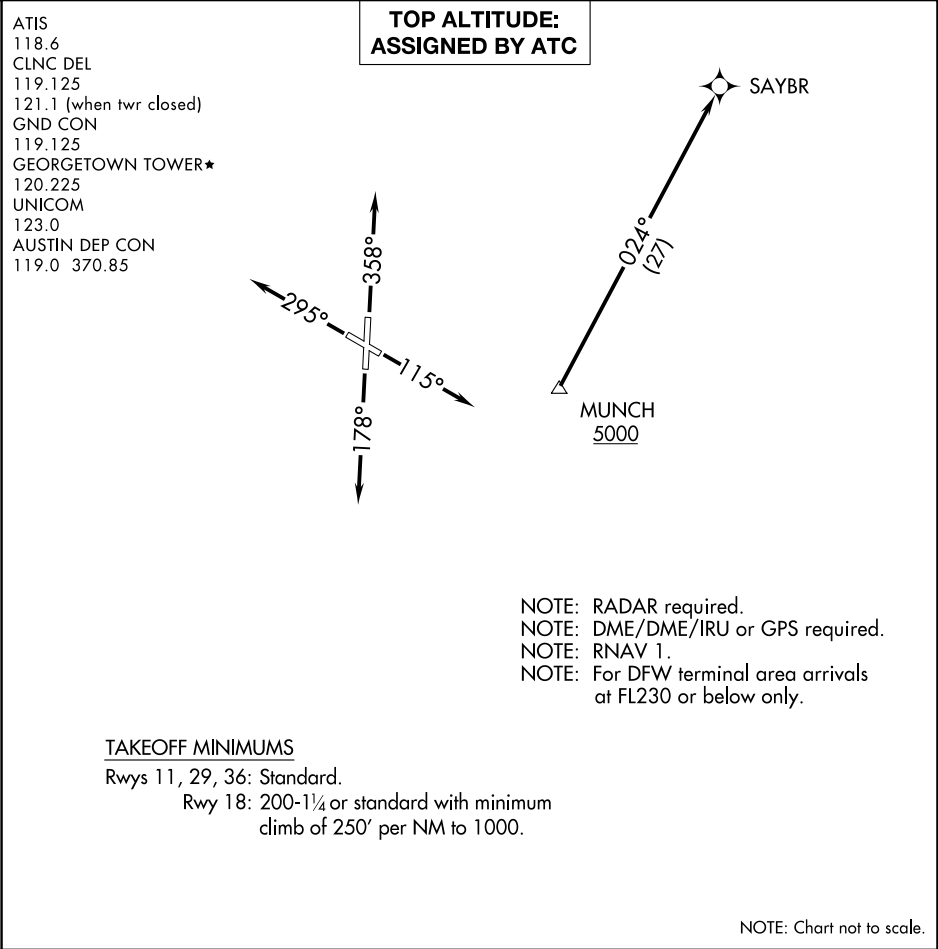 ATIS
118.6
CLNC DEL
119.125
121.1 (when twr closed)
GND CON
119.125
GEORGETOWN TOWER★
120.225
UNICOM
123.0
AUSTIN DEP CON
119.0 370.85
TOP ALTITUDE:
ASSIGNED BY ATC
SAYBR
024°
(27)
MUNCH
5000
358°
295°
115°
178°
NOTE: RADAR required.
NOTE: DME/DME/IRU or GPS required.
NOTE: RNAV 1.
NOTE: For DFW terminal area arrivals
at FL230 or below only.
TAKEOFF MINIMUMS
Rwys 11, 29, 36: Standard.
Rwy 18: 200-1¼ or standard with minimum
climb of 250' per NM to 1000.
NOTE: Chart not to scale.